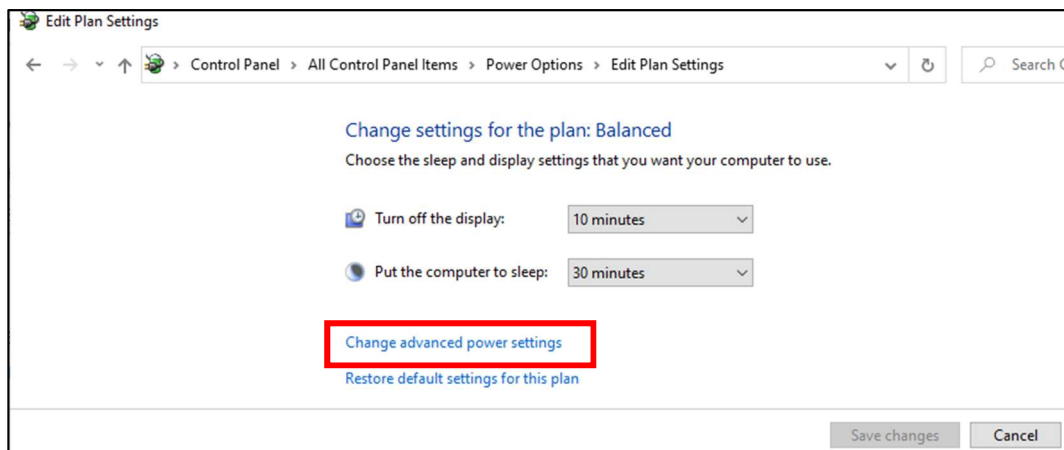 Edit Plan Settings
Control Panel > All Control Panel Items > Power Options > Edit Plan Settings
Search
Change settings for the plan: Balanced
Choose the sleep and display settings that you want your computer to use.
Turn off the display: 10 minutes
Put the computer to sleep: 30 minutes
Change advanced power settings
Restore default settings for this plan
Save changes Cancel